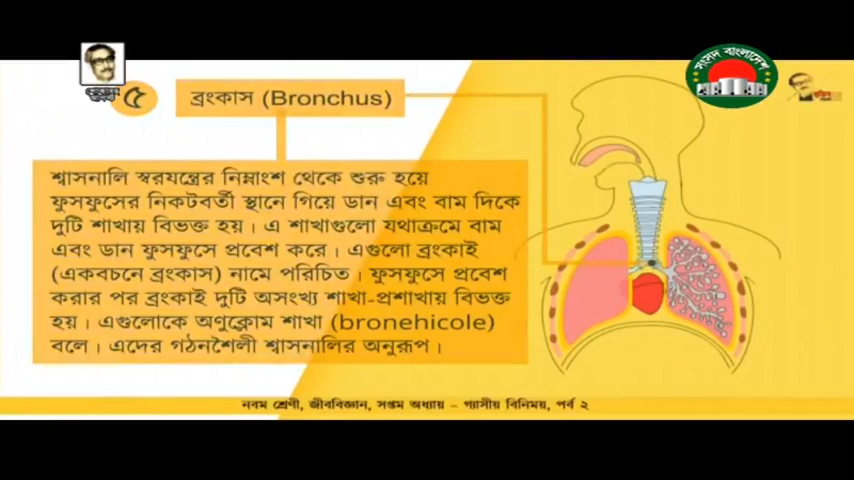 সংসদ বাংলাদেশ
৫
ব্রংকাস (Bronchus)
শ্বাসনালি স্বরযন্ত্রের নিম্নাংশ থেকে শুরু হয়ে
ফুসফুসের নিকটবর্তী স্থানে গিয়ে ডান এবং বাম দিকে
দুটি শাখায় বিভক্ত হয়। এ শাখাগুলো যথাক্রমে বাম
এবং ডান ফুসফুসে প্রবেশ করে। এগুলো ব্রংকাই
(একবচনে ব্রংকাস) নামে পরিচিত। ফুসফুসে প্রবেশ
করার পর ব্রংকাই দুটি অসংখ্য শাখা-প্রশাখায় বিভক্ত
হয়। এগুলোকে অণুক্লোম শাখা (bronehicole)
বলে। এদের গঠনশৈলী শ্বাসনালির অনুরূপ।
নবম শ্রেণী, জীববিজ্ঞান, সপ্তম অধ্যায় – গ্যাসীয় বিনিময়, পর্ব ২